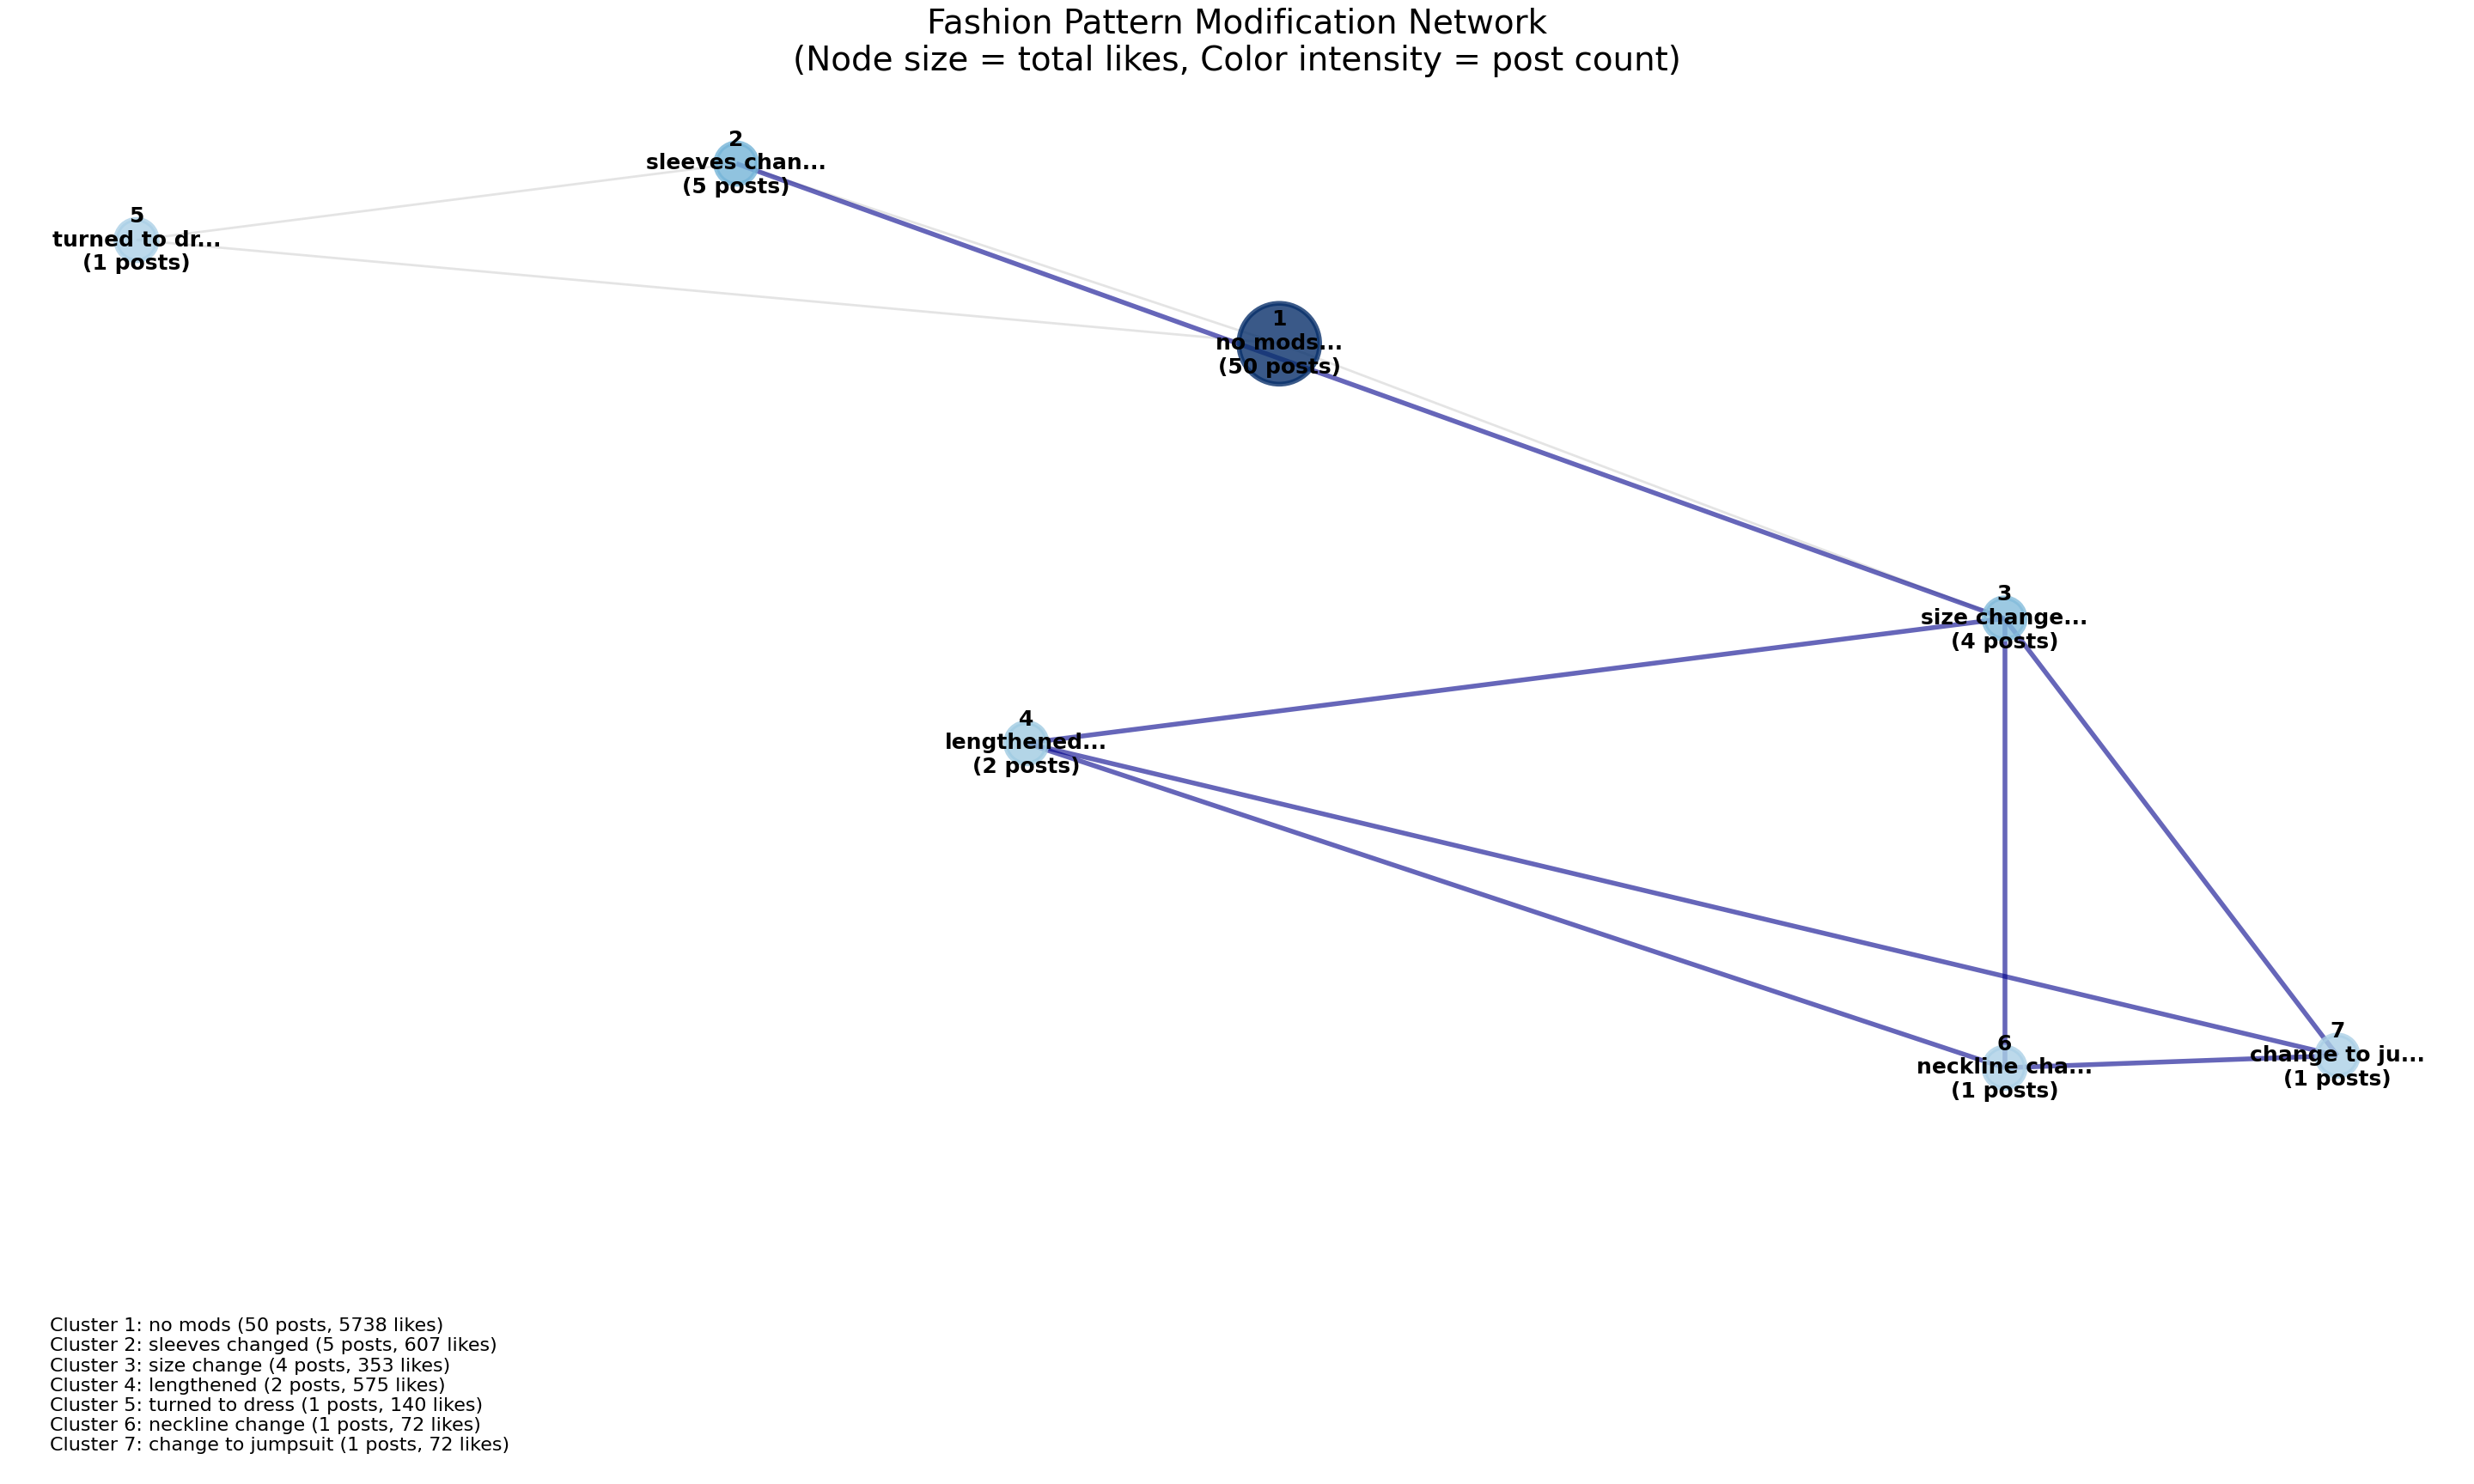 Fashion Pattern Modification Network
(Node size = total likes, Color intensity = post count)
2
sleeves chan...
(5 posts)
5
turned to dr...
(1 posts)
1
no mods...
(50 posts)
3
size change...
(4 posts)
4
lengthened...
(2 posts)
6
neckline cha...
(1 posts)
7
change to ju...
(1 posts)
Cluster 1: no mods (50 posts, 5738 likes)
Cluster 2: sleeves changed (5 posts, 607 likes)
Cluster 3: size change (4 posts, 353 likes)
Cluster 4: lengthened (2 posts, 575 likes)
Cluster 5: turned to dress (1 posts, 140 likes)
Cluster 6: neckline change (1 posts, 72 likes)
Cluster 7: change to jumpsuit (1 posts, 72 likes)